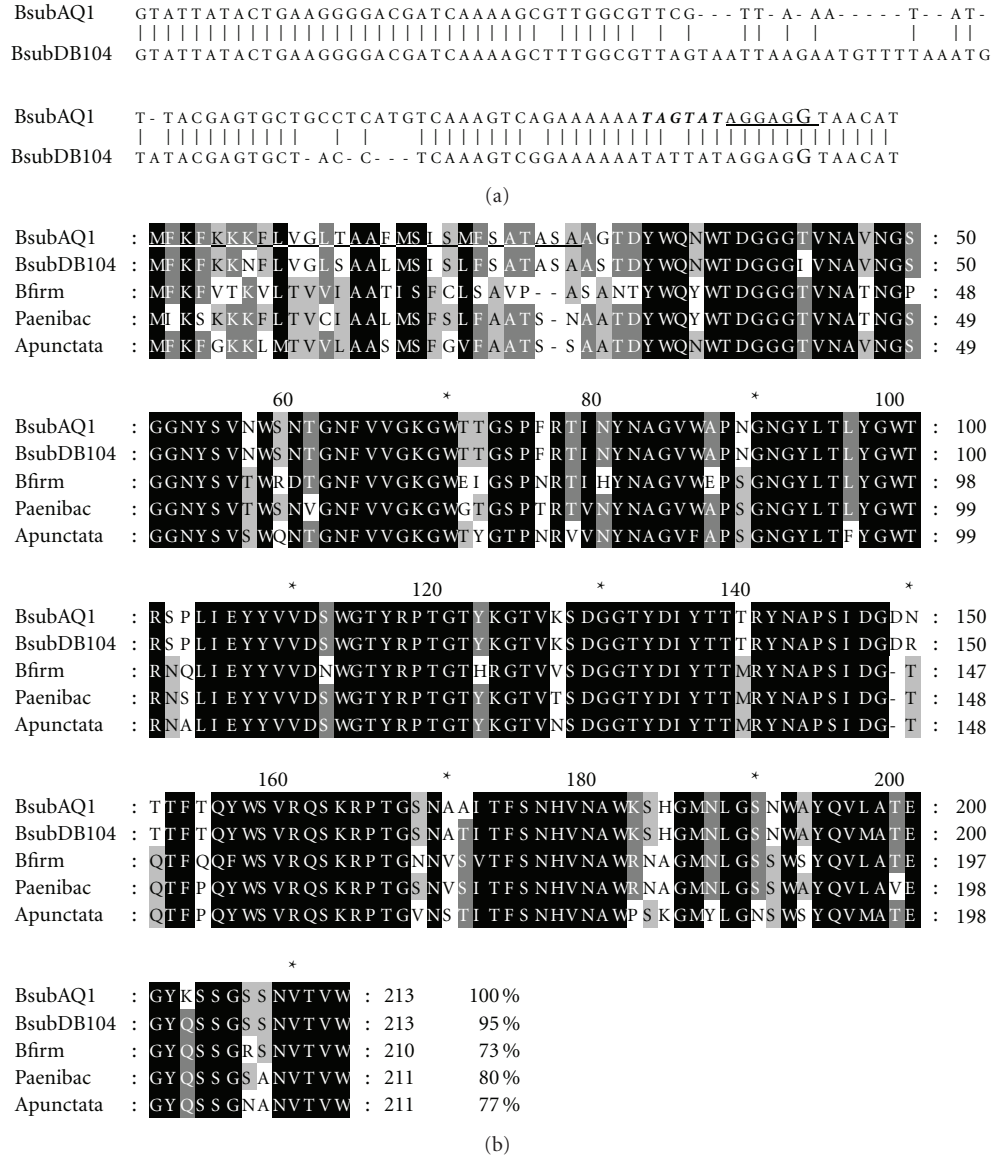 BsubAQ1 GTATTATACTGAAGGGGACGATCAAAAGCGTTGGCGTTCG---TT-A-AA-----T--AT-
BsubDB104 GTATTATACTGAAGGGGACGATCAAAAGCTTTGGCGTTAGTAATTAAGAATGTTTTAAATG
BsubAQ1 T-TACGAGTGCTGCCTCATGTCAAAGTCAGAAAAAATAGTATAGGAGGTAACAT
BsubDB104 TATACGAGTGCT-AC-C---TCAAAGTCGGAAAAAATATTATAGGAGGTAACAT
(a)
BsubAQ1 : MFKFKKKFLVGLTAAFMSISMFSATASAAGTDYWQNWTDGGGTVNAVNGS : 50
BsubDB104 : MFKFKKNFLVGLSAALMSISLFSATASAASTDYWQNWTDGGGIVNAVNGS : 50
Bfirm : MFKFVTKVLTVVIAATISFCLSAVP--ASANTYWQYWTDGGGTVNATNGP : 48
Paenibac : MIKSKKKFLTVCIAALMSFSLFAATS-NAATDYWQYWTDGGGTVNATNGS : 49
Apunctata : MFKFGKKLMTVVLAASMSFGVFAATS-SAATDYWQNWTDGGGTVNAVNGS : 49
60 * 80 * 100
BsubAQ1 : GGNYSVNWSNTGNFVVGKGWTTGSPFRTINYNAGVWAPNGNGYLTLYGWT : 100
BsubDB104 : GGNYSVNWSNTGNFVVGKGWTTGSPFRTINYNAGVWAPNGNGYLTLYGWT : 100
Bfirm : GGNYSVTWRDTGNFVVGKGWEIGSPNRTIHYNAGVWEPSGNGYLTLYGWT : 98
Paenibac : GGNYSVTWSNVGNFVVGKGWGTGSPTRTVNYNAGVWAPSGNGYLTLYGWT : 99
Apunctata : GGNYSVSWQNTGNFVVGKGWTYGTPNRVVNYNAGVFAPSGNGYLTFYGWT : 99
* 120 * 140 *
BsubAQ1 : RSPLIEYYVVDSWGTYRPTGTYKGTVKSDGGTYDIYTTTRYNAPSIDGDN : 150
BsubDB104 : RSPLIEYYVVDSWGTYRPTGTYKGTVKSDGGTYDIYTTTRYNAPSIDGDR : 150
Bfirm : RNQLIEYYVVDNWGTYRPTGTHRGTVVSDGGTYDIYTTMRYNAPSIDG-T : 147
Paenibac : RNSLIEYYVVDSWGTYRPTGTYKGTVTSDGGTYDIYTTMRYNAPSIDG-T : 148
Apunctata : RNALIEYYVVDSWGTYRPTGTYKGTVNSDGGTYDIYTTMRYNAPSIDG-T : 148
160 * 180 * 200
BsubAQ1 : TTFTQYWSVRQSKRPTGSNAAITFSNHVNAWKSHGMNLGSNWAYQVLATE : 200
BsubDB104 : TTFTQYWSVRQSKRPTGSNATITFSNHVNAWKSHGMNLGSNWAYQVMATE : 200
Bfirm : QTFQQFWSVRQSKRPTGNNVSVTFSNHVNAWRNAGMNLGSSWSYQVLATE : 197
Paenibac : QTFPQYWSVRQSKRPTGSNVSITFSNHVNAWRNAGMNLGSSWAYQVLAVE : 198
Apunctata : QTFPQYWSVRQSKRPTGVNSTITFSNHVNAWPSKGMYLGNSWSYQVMATE : 198
*
BsubAQ1 : GYKSSGSSNVTVW : 213 100%
BsubDB104 : GYQSSGSSNVTVW : 213 95%
Bfirm : GYQSSGRSNVTVW : 210 73%
Paenibac : GYQSSGSANVTVW : 211 80%
Apunctata : GYQSSGNANVTVW : 211 77%
(b)